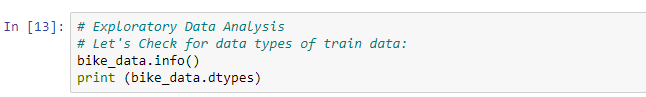 In [13]: # Exploratory Data Analysis
# Let's Check for data types of train data:
bike_data.info()
print (bike_data.dtypes)